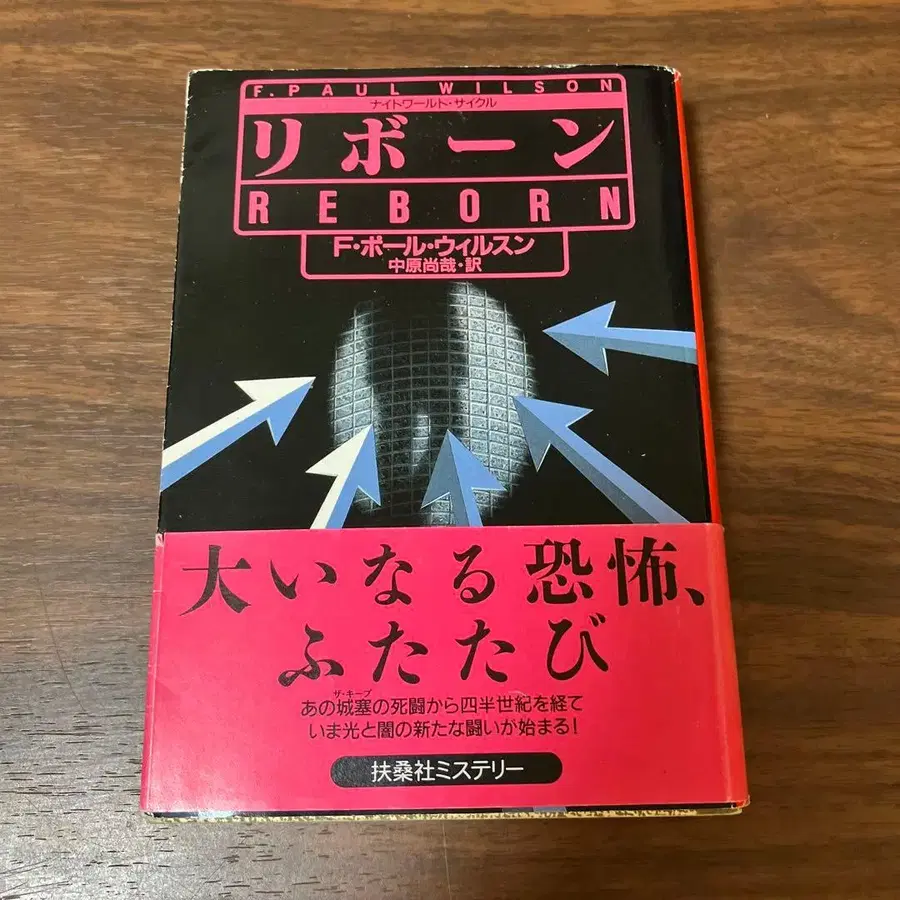 F. PAUL WILSON
ナイトワールド・サイクル
リボーン
REBORN
F・ポール・ウィルスン
中原尚哉・訳
大いなる恐怖、
ふたたび
ザ・キープ
あの城塞の死闘から四半世紀を経て
いま光と闇の新たな闘いが始まる!
扶桑社ミステリー